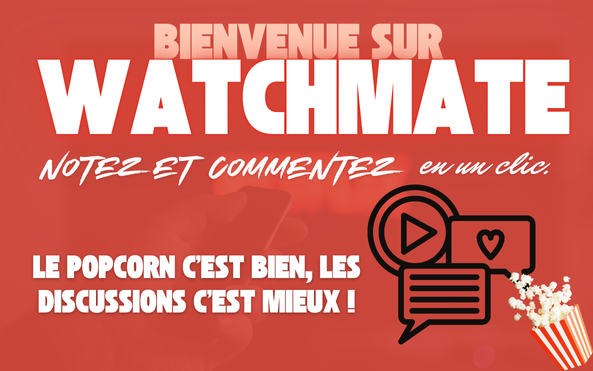 BIENVENUE SUR
WATCHMATE
NOTEZ ET COMMENTEZ en un clic.
LE POPCORN C'EST BIEN, LES
DISCUSSIONS C'EST MIEUX !